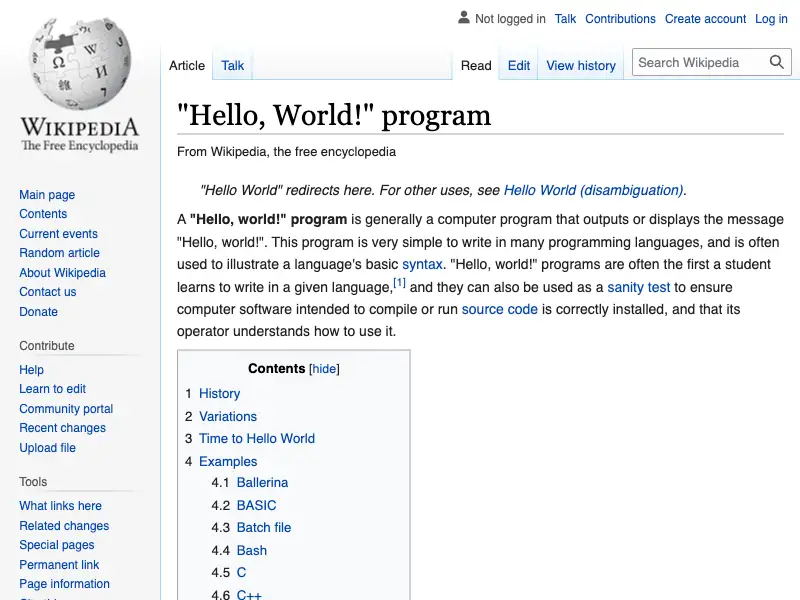 Not logged in Talk Contributions Create account Log in
Article Talk Read Edit View history Search Wikipedia
WIKIPEDIA
The Free Encyclopedia
Main page
Contents
Current events
Random article
About Wikipedia
Contact us
Donate
Contribute
Help
Learn to edit
Community portal
Recent changes
Upload file
Tools
What links here
Related changes
Special pages
Permanent link
Page information
"Hello, World!" program
From Wikipedia, the free encyclopedia
"Hello World" redirects here. For other uses, see Hello World (disambiguation).
A "Hello, world!" program is generally a computer program that outputs or displays the message
"Hello, world!". This program is very simple to write in many programming languages, and is often
used to illustrate a language's basic syntax. "Hello, world!" programs are often the first a student
learns to write in a given language,[1] and they can also be used as a sanity test to ensure
computer software intended to compile or run source code is correctly installed, and that its
operator understands how to use it.
Contents [hide]
1 History
2 Variations
3 Time to Hello World
4 Examples
4.1 Ballerina
4.2 BASIC
4.3 Batch file
4.4 Bash
4.5 C
4.6 C++